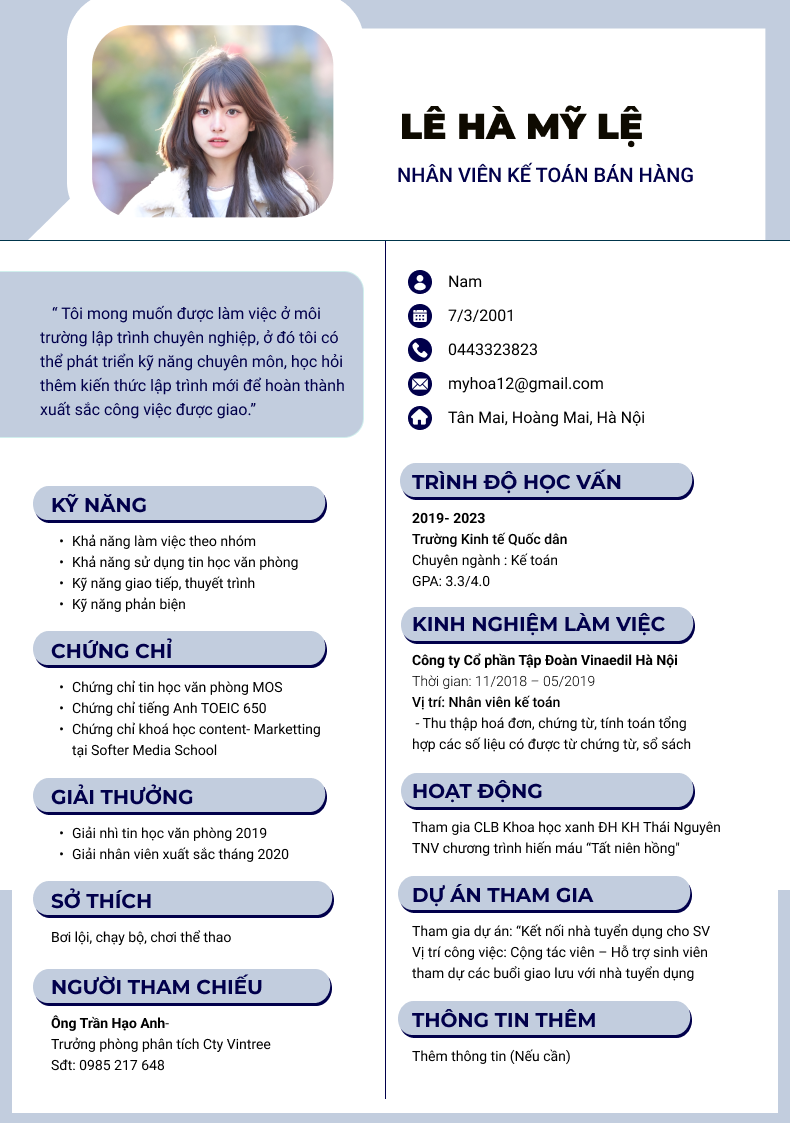 LÊ HÀ MỸ LỆ
NHÂN VIÊN KẾ TOÁN BÁN HÀNG
“ Tôi mong muốn được làm việc ở môi
trường lập trình chuyên nghiệp, ở đó tôi có
thể phát triển kỹ năng chuyên môn, học hỏi
thêm kiến thức lập trình mới để hoàn thành
xuất sắc công việc được giao.”
KỸ NĂNG
• Khả năng làm việc theo nhóm
• Khả năng sử dụng tin học văn phòng
• Kỹ năng giao tiếp, thuyết trình
• Kỹ năng phản biện
CHỨNG CHỈ
• Chứng chỉ tin học văn phòng MOS
• Chứng chỉ tiếng Anh TOEIC 650
• Chứng chỉ khoá học content- Marketting
tại Softer Media School
GIẢI THƯỞNG
• Giải nhì tin học văn phòng 2019
• Giải nhân viên xuất sắc tháng 2020
SỞ THÍCH
Bơi lội, chạy bộ, chơi thể thao
NGƯỜI THAM CHIẾU
Ông Trần Hạo Anh-
Trưởng phòng phân tích Cty Vintree
Sđt: 0985 217 648
Nam
7/3/2001
0443323823
myhoa12@gmail.com
Tân Mai, Hoàng Mai, Hà Nội
TRÌNH ĐỘ HỌC VẤN
2019- 2023
Trường Kinh tế Quốc dân
Chuyên ngành : Kế toán
GPA: 3.3/4.0
KINH NGHIỆM LÀM VIỆC
Công ty Cổ phần Tập Đoàn Vinaedil Hà Nội
Thời gian: 11/2018 – 05/2019
Vị trí: Nhân viên kế toán
- Thu thập hoá đơn, chứng từ, tính toán tổng
hợp các số liệu có được từ chứng từ, sổ sách
HOẠT ĐỘNG
Tham gia CLB Khoa học xanh ĐH KH Thái Nguyên
TNV chương trình hiến máu “Tất niên hồng"
DỰ ÁN THAM GIA
Tham gia dự án: “Kết nối nhà tuyển dụng cho SV
Vị trí công việc: Cộng tác viên – Hỗ trợ sinh viên
tham dự các buổi giao lưu với nhà tuyển dụng
THÔNG TIN THÊM
Thêm thông tin (Nếu cần)